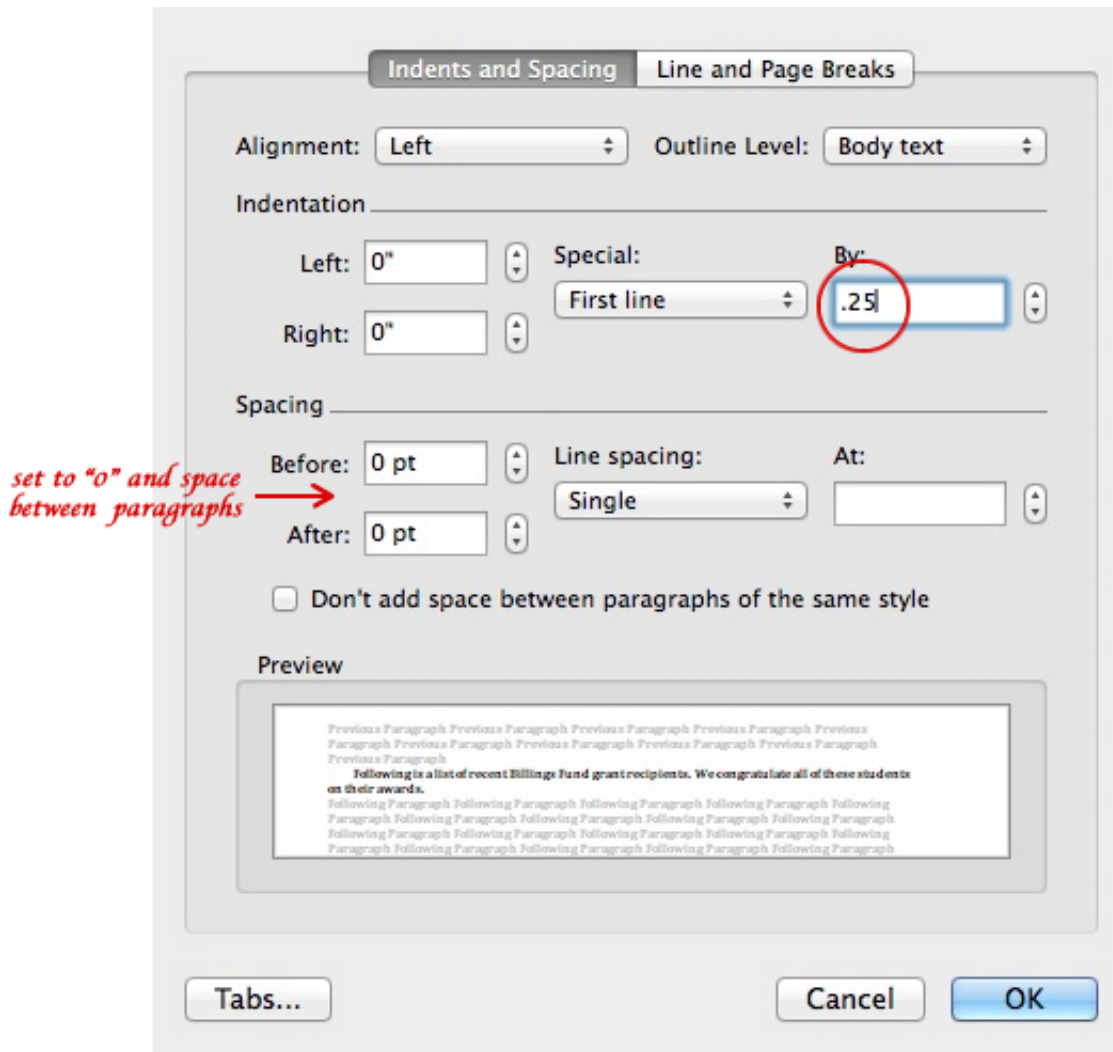 Indents and Spacing Line and Page Breaks
Alignment: Left Outline Level: Body text
Indentation
Left: 0" Special: By:
First line .25
Right: 0"
Spacing
Before: 0 pt Line spacing: At:
set to "0" and space
between paragraphs
Single
After: 0 pt
Don't add space between paragraphs of the same style
Preview
Previous Paragraph Previous Paragraph Previous Paragraph Previous Paragraph Previous
Paragraph Previous Paragraph Previous Paragraph Previous Paragraph Previous Paragraph
Previous Paragraph
Following is a list of recent Billings Fund grant recipients. We congratulate all of these students
on their awards.
Following Paragraph Following Paragraph Following Paragraph Following Paragraph Following
Paragraph Following Paragraph Following Paragraph Following Paragraph Following Paragraph
Following Paragraph Following Paragraph Following Paragraph Following Paragraph Following
Paragraph Following Paragraph Following Paragraph Following Paragraph Following Paragraph
Tabs... Cancel OK